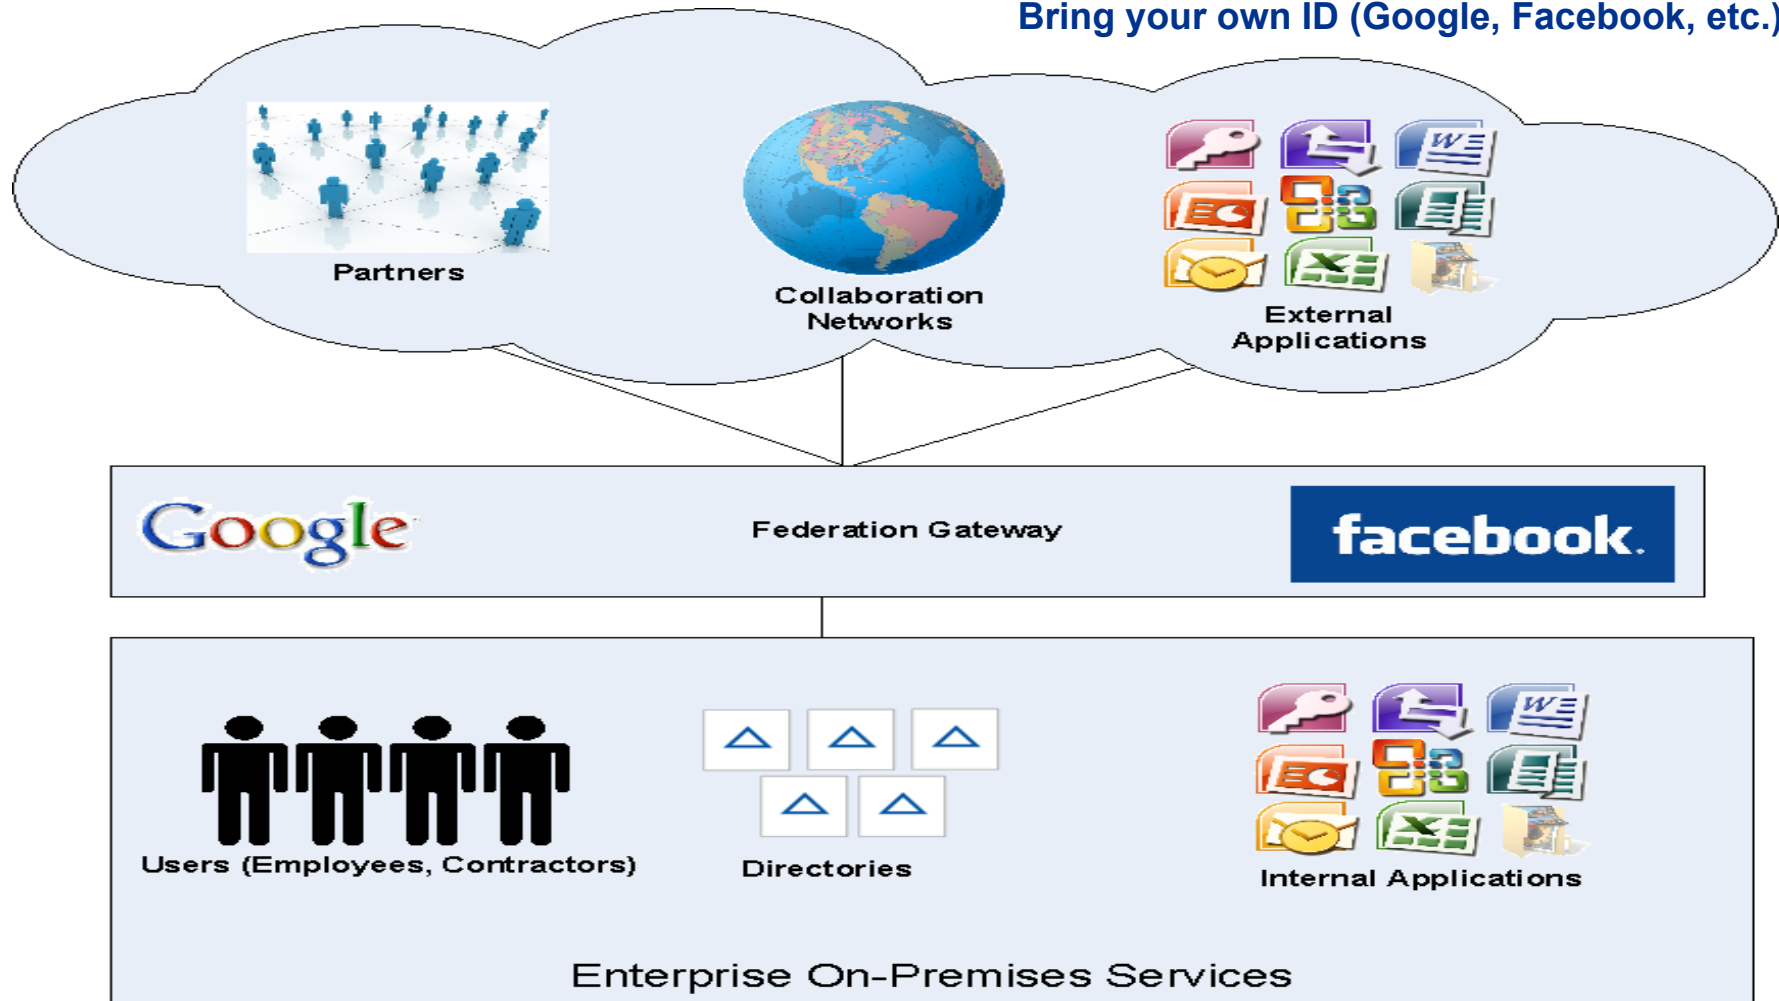 Bring your own ID (Google, Facebook, etc.)
Partners
Collaboration
Networks
External
Applications
Google
Federation Gateway
facebook.
Users (Employees, Contractors)
Directories
Internal Applications
Enterprise On-Premises Services